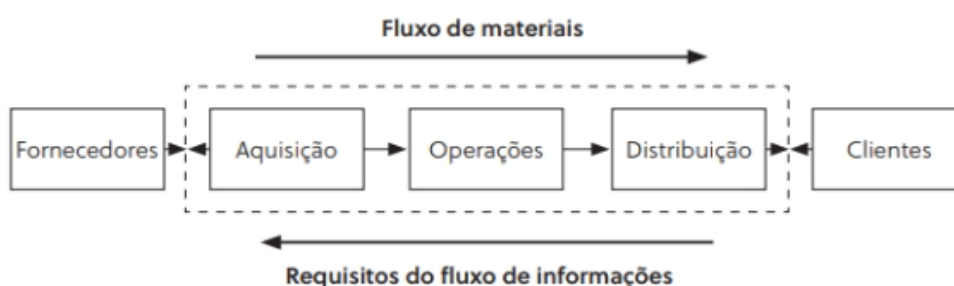 Fluxo de materiais
Fornecedores Aquisição Operações Distribuição Clientes
Requisitos do fluxo de informações